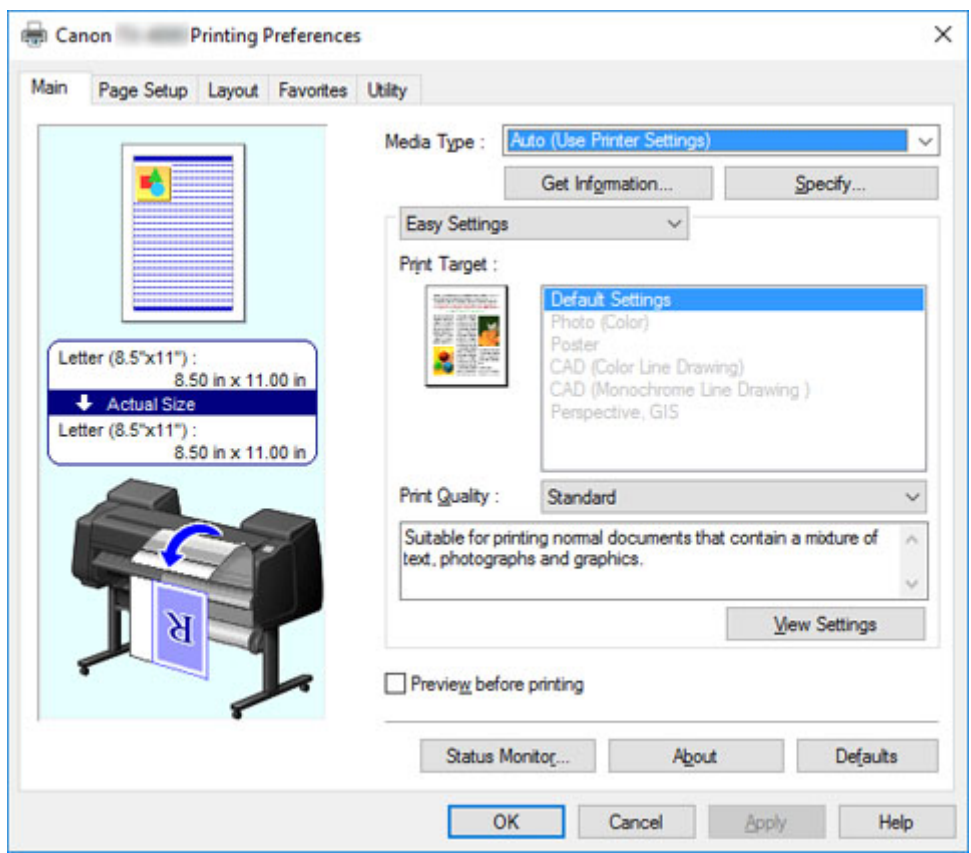 Canon Printing Preferences
Main Page Setup Layout Favorites Utility
Media Type : Auto (Use Printer Settings)
Get Information... Specify...
Easy Settings
Print Target :
Default Settings
Photo (Color)
Poster
CAD (Color Line Drawing)
CAD (Monochrome Line Drawing )
Perspective, GIS
Letter (8.5"x11") :
8.50 in x 11.00 in
Actual Size
Letter (8.5"x11") :
8.50 in x 11.00 in
R
Print Quality : Standard
Suitable for printing normal documents that contain a mixture of
text, photographs and graphics.
View Settings
Preview before printing
Status Monitor... About Defaults
OK Cancel Apply Help